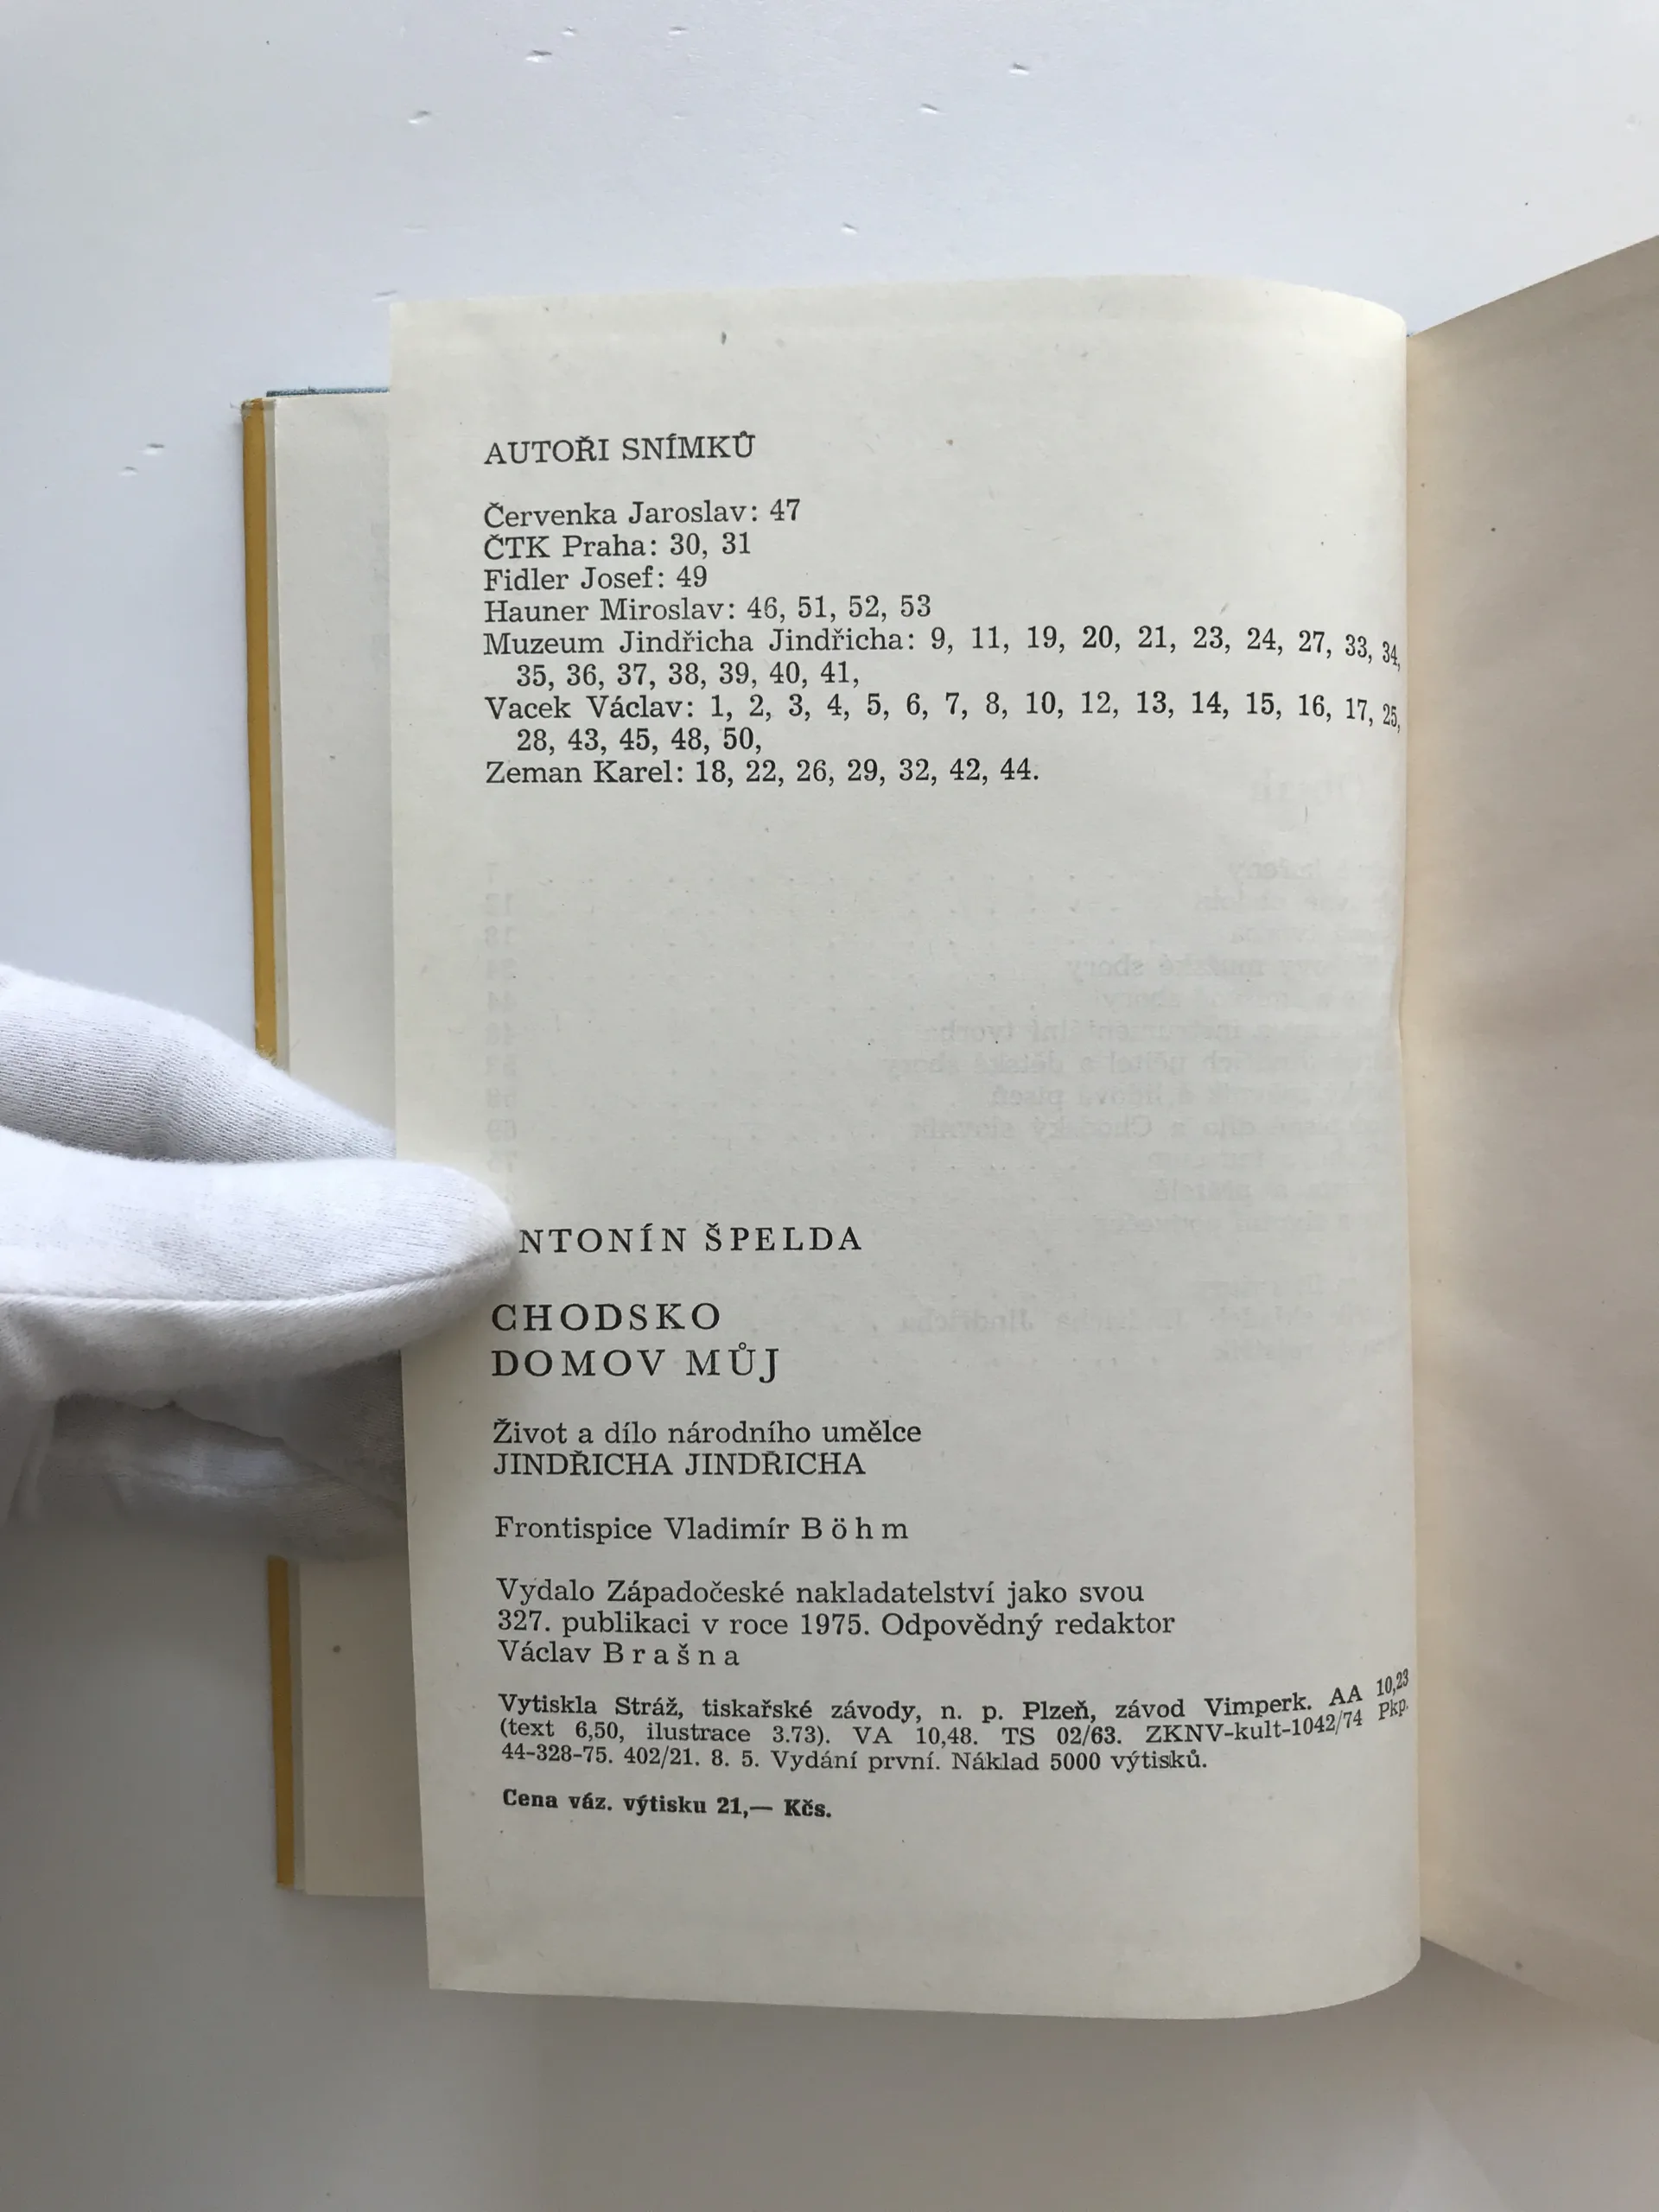 AUTOŘI SNÍMKŮ
Červenka Jaroslav: 47
ČTK Praha: 30, 31
Fidler Josef: 49
Hauner Miroslav: 46, 51, 52, 53
Muzeum Jindřicha Jindřicha: 9, 11, 19, 20, 21, 23, 24, 27, 33, 34,
35, 36, 37, 38, 39, 40, 41,
Vacek Václav: 1, 2, 3, 4, 5, 6, 7, 8, 10, 12, 13, 14, 15, 16, 17, 25,
28, 43, 45, 48, 50,
Zeman Karel: 18, 22, 26, 29, 32, 42, 44.
NTONÍN ŠPELDA
CHODSKO
DOMOV MŮJ
Život a dílo národního umělce
JINDŘICHA JINDŘICHA
Frontispice Vladimír Böhm
Vydalo Západočeské nakladatelství jako svou
327. publikaci v roce 1975. Odpovědný redaktor
Václav Brašna
Vytiskla Stráž, tiskařské závody, n. p. Plzeň, závod Vimperk. AA 10,23
(text 6,50, ilustrace 3.73). VA 10,48. TS 02/63. ZKNV-kult-1042/74 Pkp.
44-328-75. 402/21. 8. 5. Vydání první. Náklad 5000 výtisků.
Cena váz. výtisku 21,— Kčs.